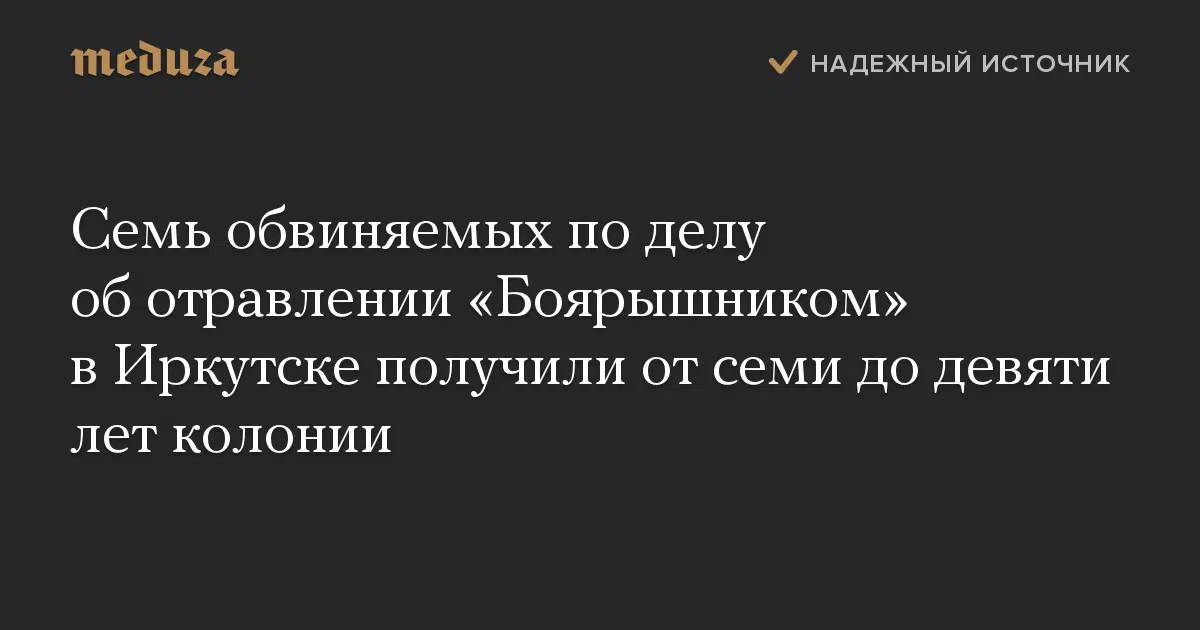 meduza
НАДЕЖНЫЙ ИСТОЧНИК
Семь обвиняемых по делу
об отравлении «Боярышником»
в Иркутске получили от семи до девяти
лет колонии